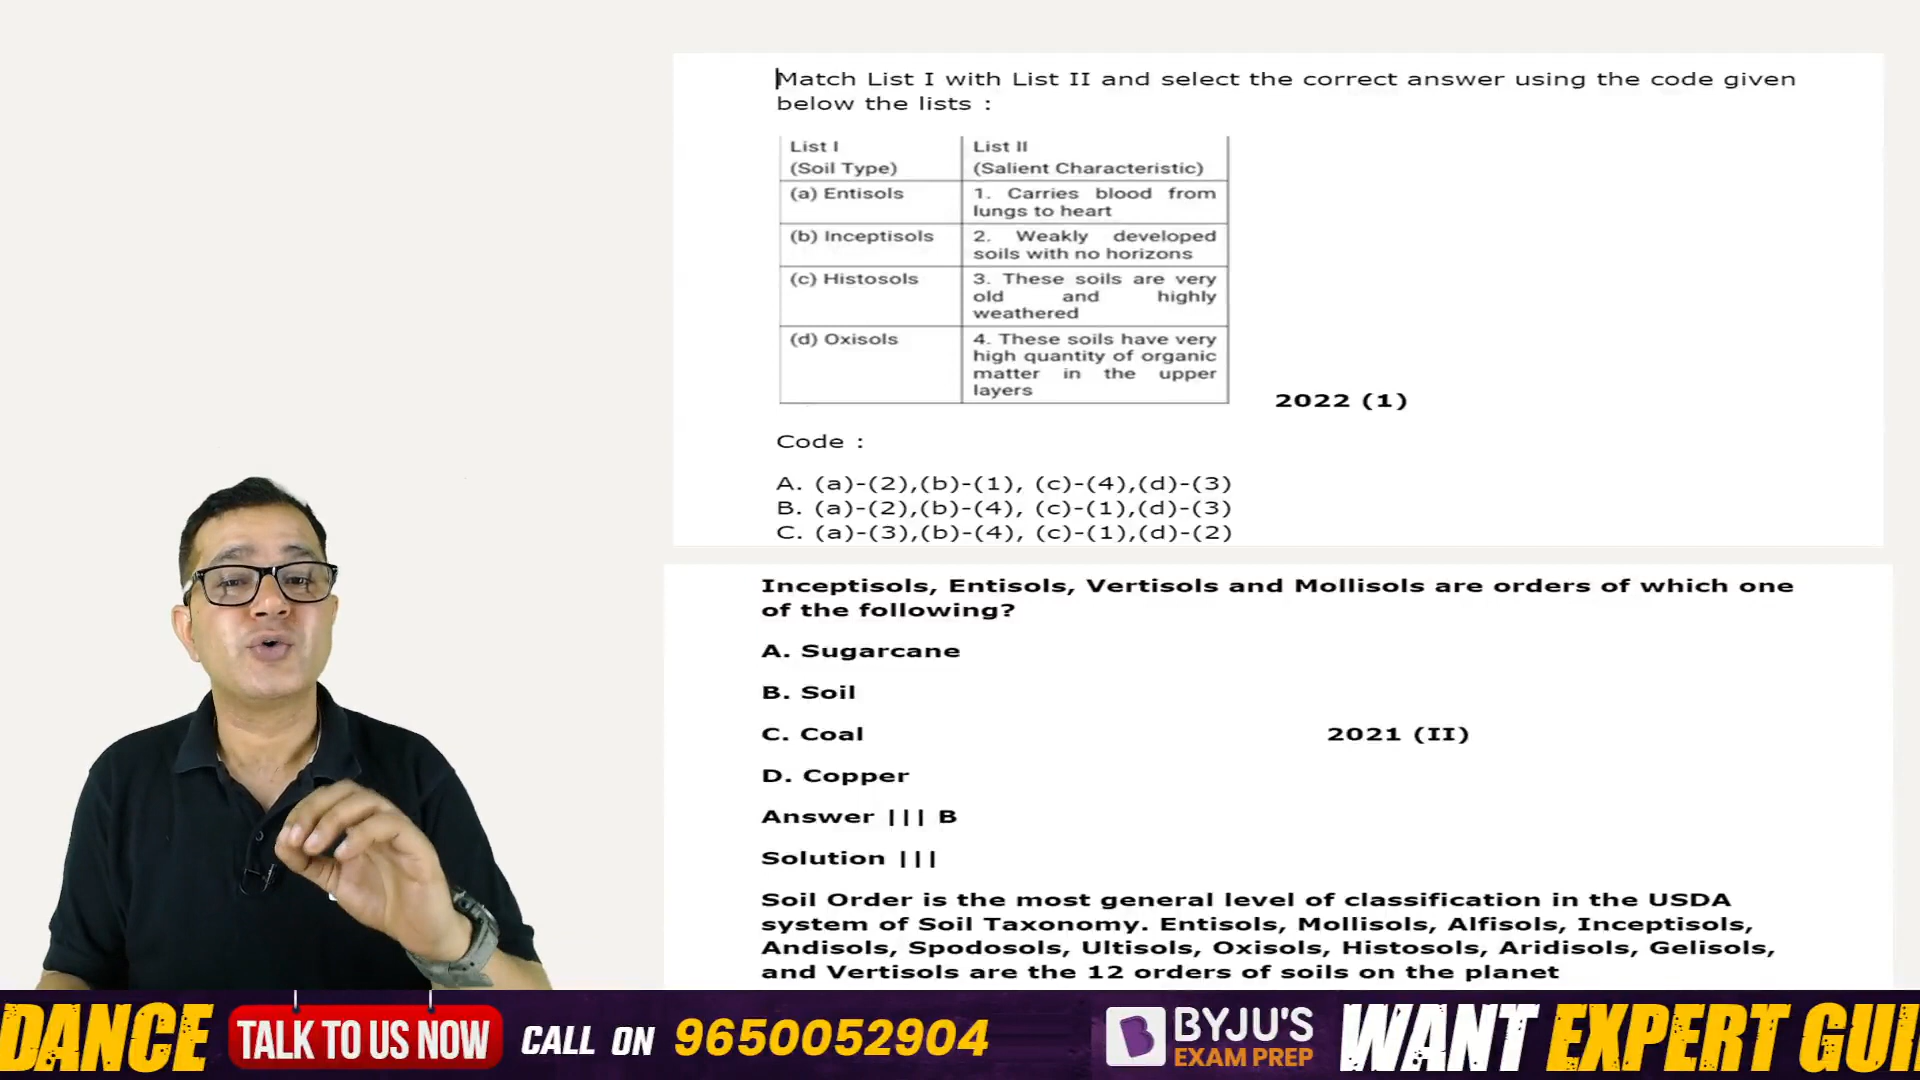 Match List I with List II and select the correct answer using the code given
below the lists :
List I
(Soil Type)
List II
(Salient Characteristic)
(a) Entisols
1. Carries blood from
lungs to heart
(b) Inceptisols
2. Weakly developed
soils with no horizons
(c) Histosols
3. These soils are very
old and highly
weathered
(d) Oxisols
4. These soils have very
high quantity of organic
matter in the upper
layers
2022 (1)
Code :
A. (a)-(2),(b)-(1), (c)-(4),(d)-(3)
B. (a)-(2),(b)-(4), (c)-(1),(d)-(3)
C. (a)-(3),(b)-(4), (c)-(1),(d)-(2)
Inceptisols, Entisols, Vertisols and Mollisols are orders of which one
of the following?
A. Sugarcane
B. Soil
C. Coal
2021 (II)
D. Copper
Answer ||| B
Solution |||
Soil Order is the most general level of classification in the USDA
system of Soil Taxonomy. Entisols, Mollisols, Alfisols, Inceptisols,
Andisols, Spodosols, Ultisols, Oxisols, Histosols, Aridisols, Gelisols,
and Vertisols are the 12 orders of soils on the planet
DANCE TALK TO US NOW CALL ON 9650052904 BYJU'S EXAM PREP WANT EXPERT GUI